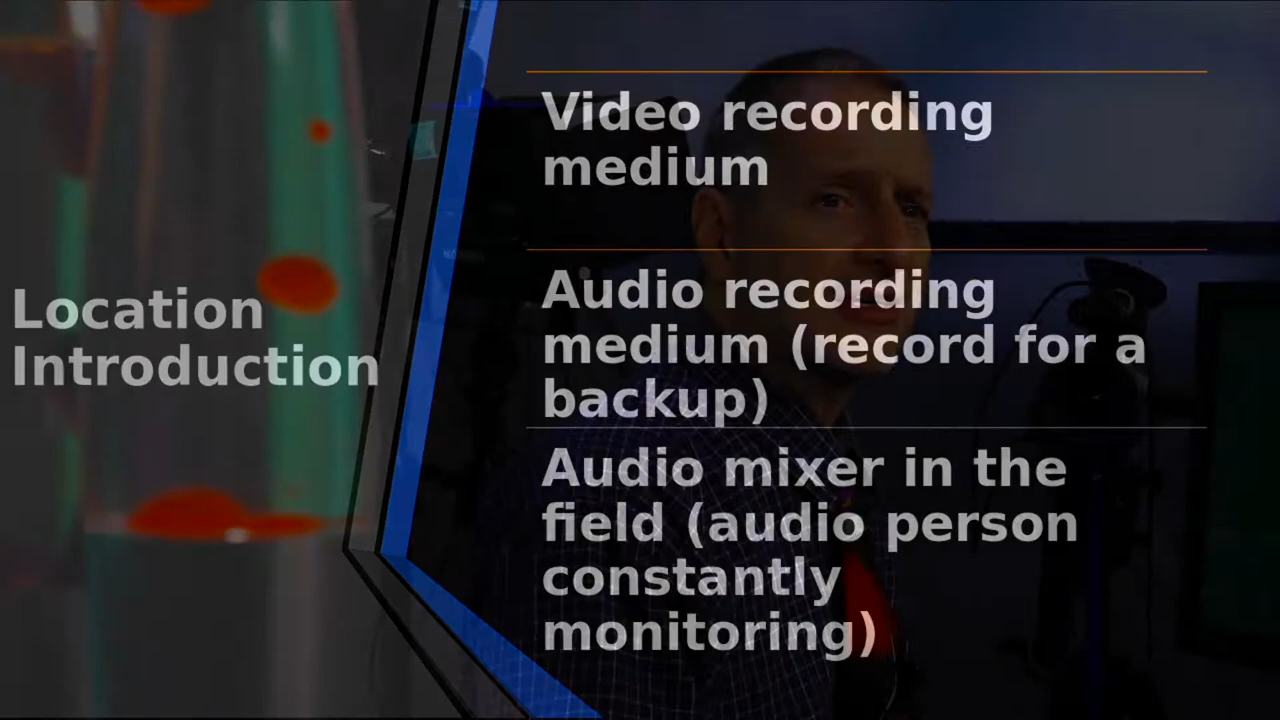 Location
Introduction
Video recording
medium
Audio recording
medium (record for a
backup)
Audio mixer in the
field (audio person
constantly
monitoring)